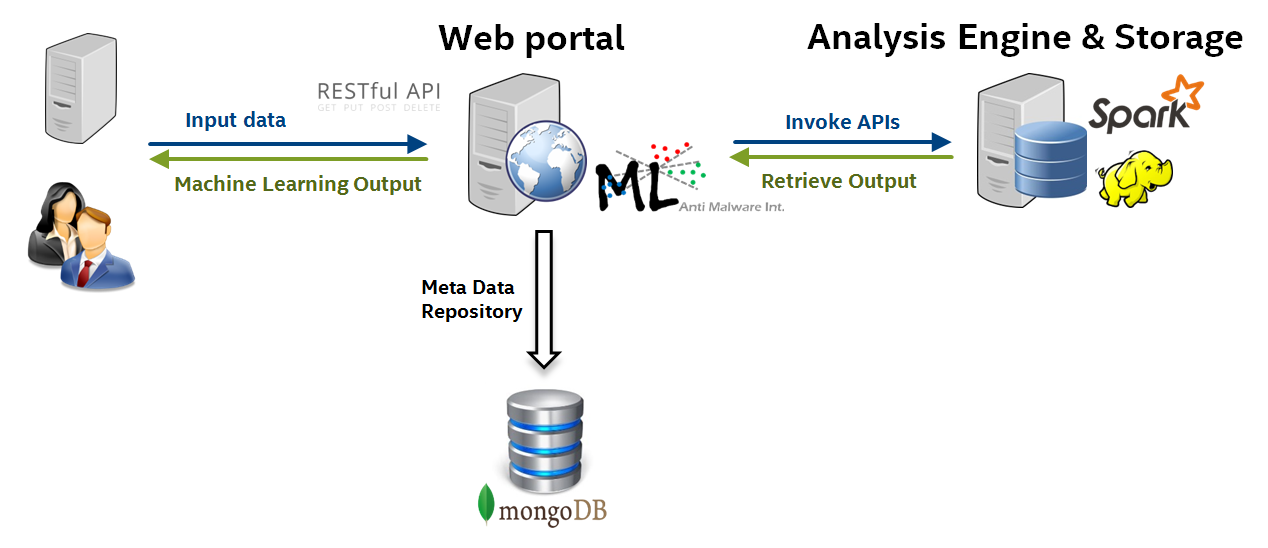 Web portal
Analysis Engine & Storage
RESTful API
GET PUT POST DELETE
Input data
Machine Learning Output
ML
Anti Malware Int.
Invoke APIs
Retrieve Output
Spark
Meta Data
Repository
mongoDB